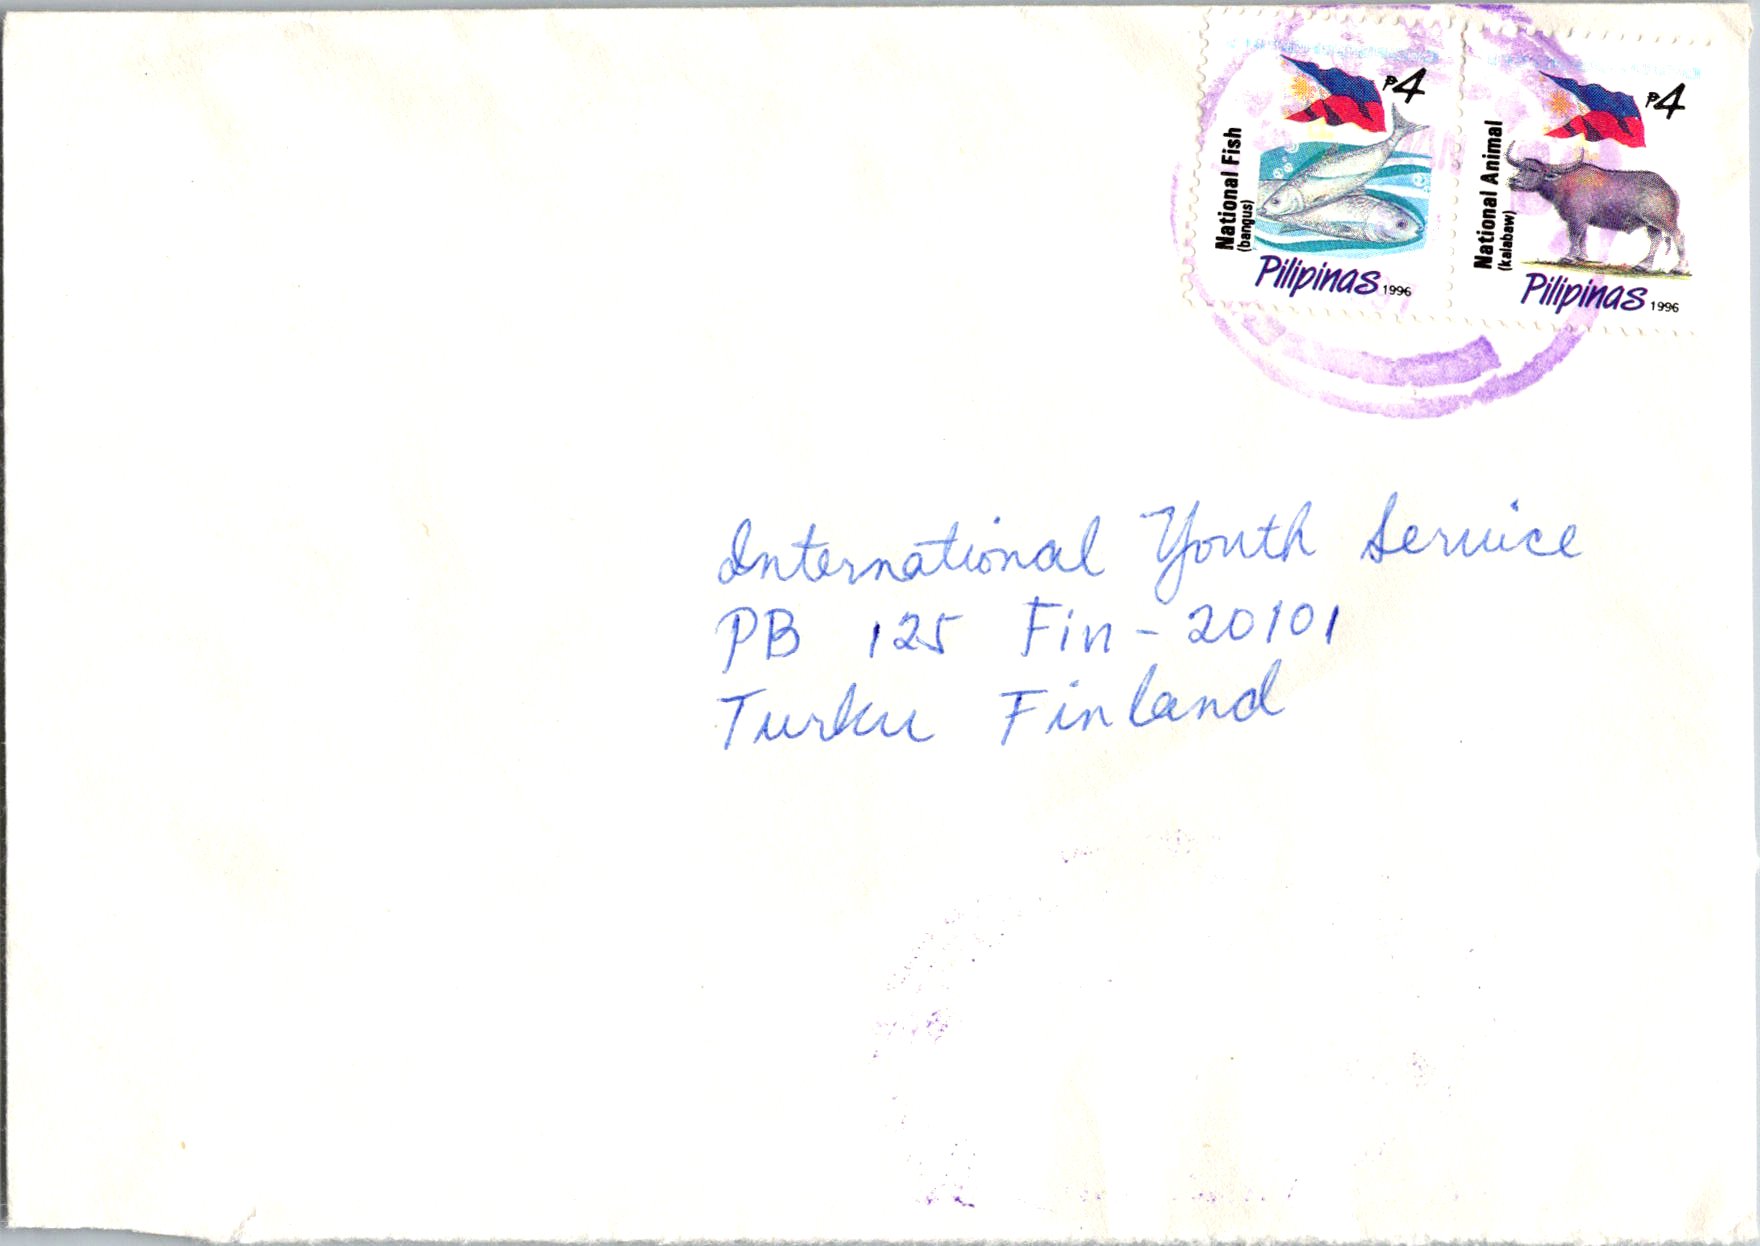 ₱4
National Fish
(bangus)
Pilipinas 1996
₱4
National Animal
(kalabaw)
Pilipinas 1996
International Youth Service
PB 125 Fin - 20101
Turku Finland